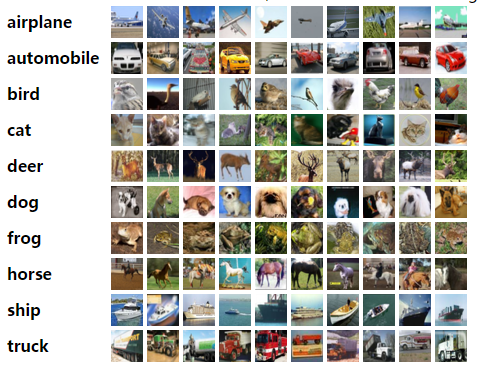 airplane
automobile
bird
cat
deer
dog
frog
horse
ship
truck